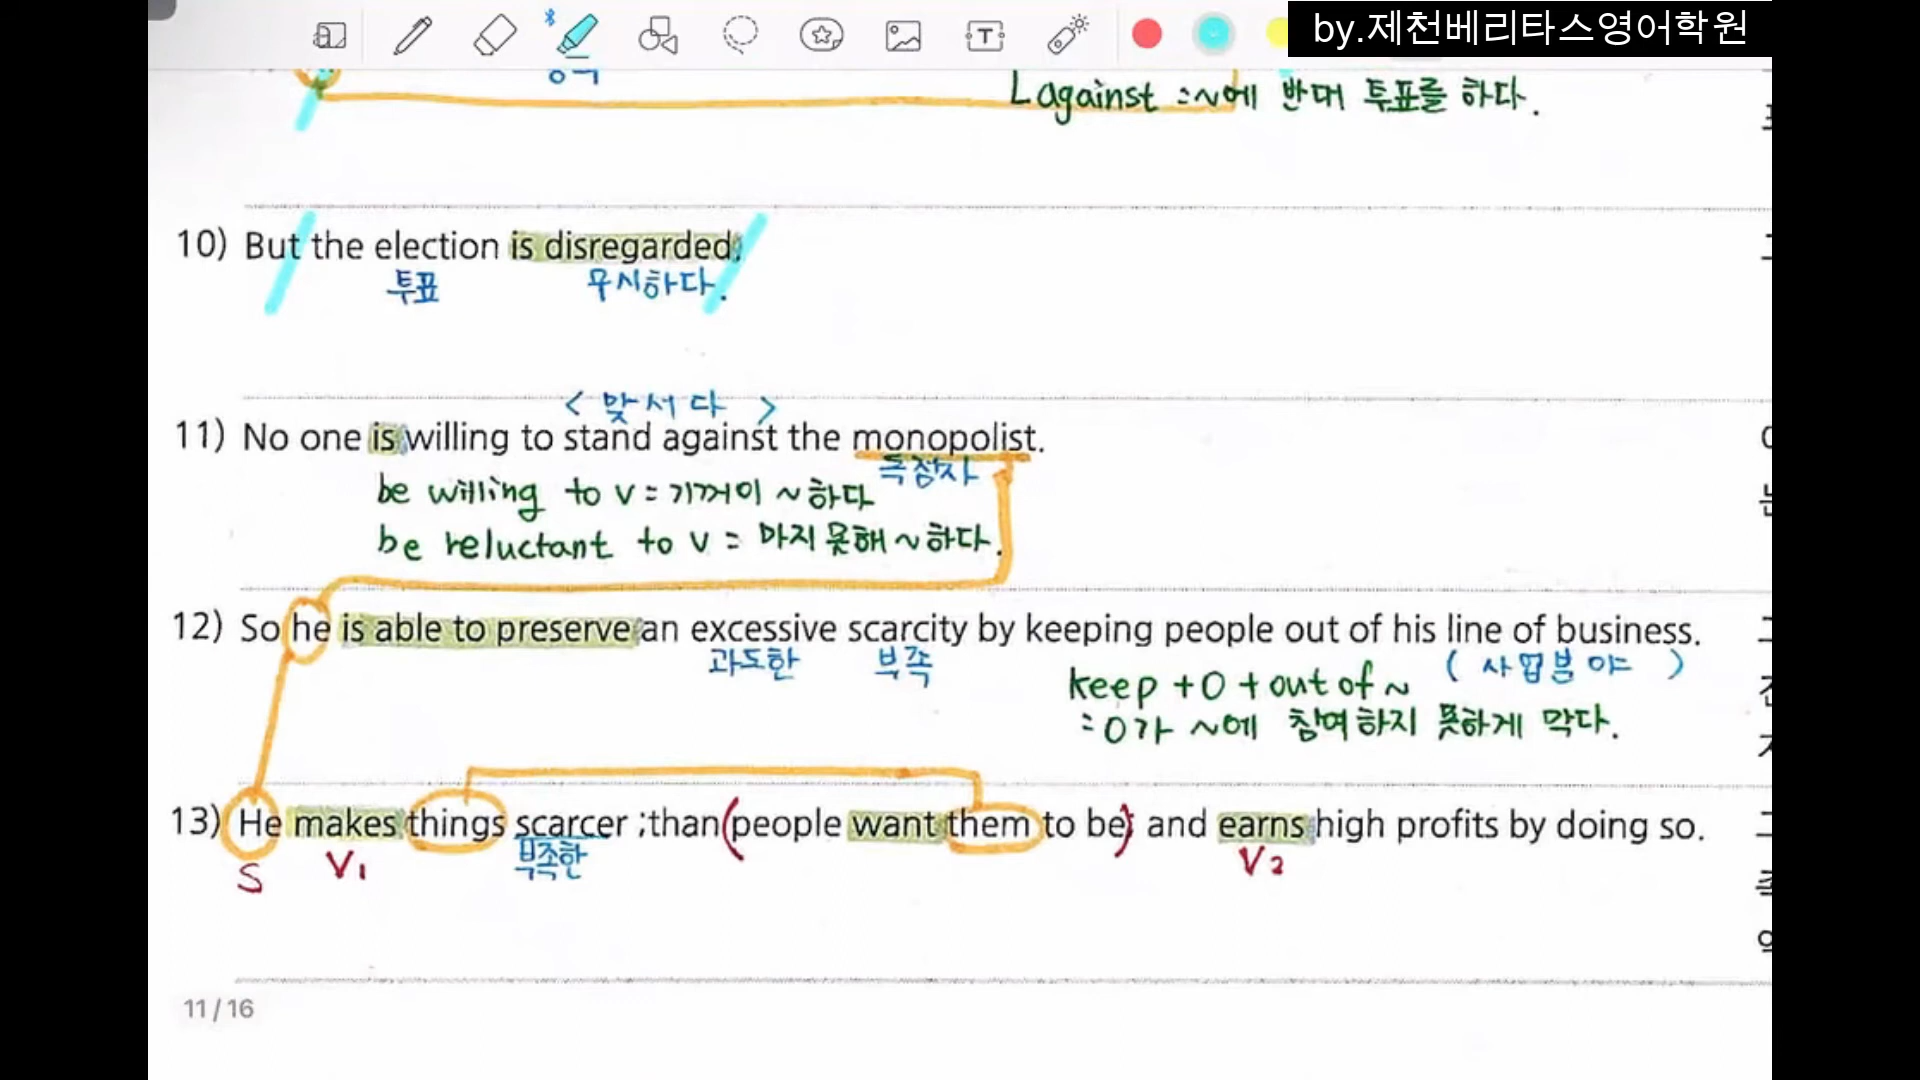 by.제천베리타스영어학원
against :~에 반대 투표를 하다.
10) But the election is disregarded.
투표 무시하다.
< 맞서다 >
11) No one is willing to stand against the monopolist.
독점자
be willing to v = 기꺼이 ~하다
be reluctant to v = 마지못해 ~하다.
12) So he is able to preserve an excessive scarcity by keeping people out of his line of business.
과도한 부족 ( 사업분야 )
keep + O + out of ~
= O가 ~에 참여하지 못하게 막다.
13) He makes things scarcer ;than (people want them to be); and earns high profits by doing so.
S V1 부족한 V2
11 / 16